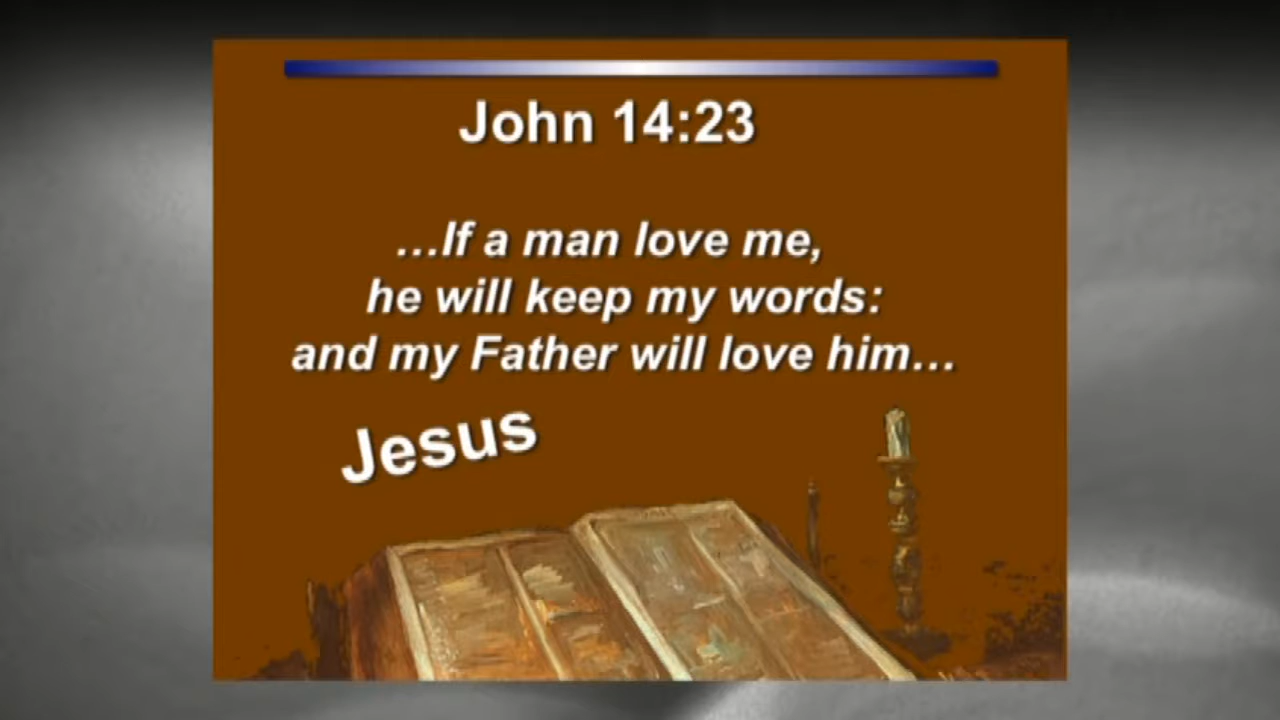 John 14:23
…If a man love me,
he will keep my words:
and my Father will love him…
Jesus